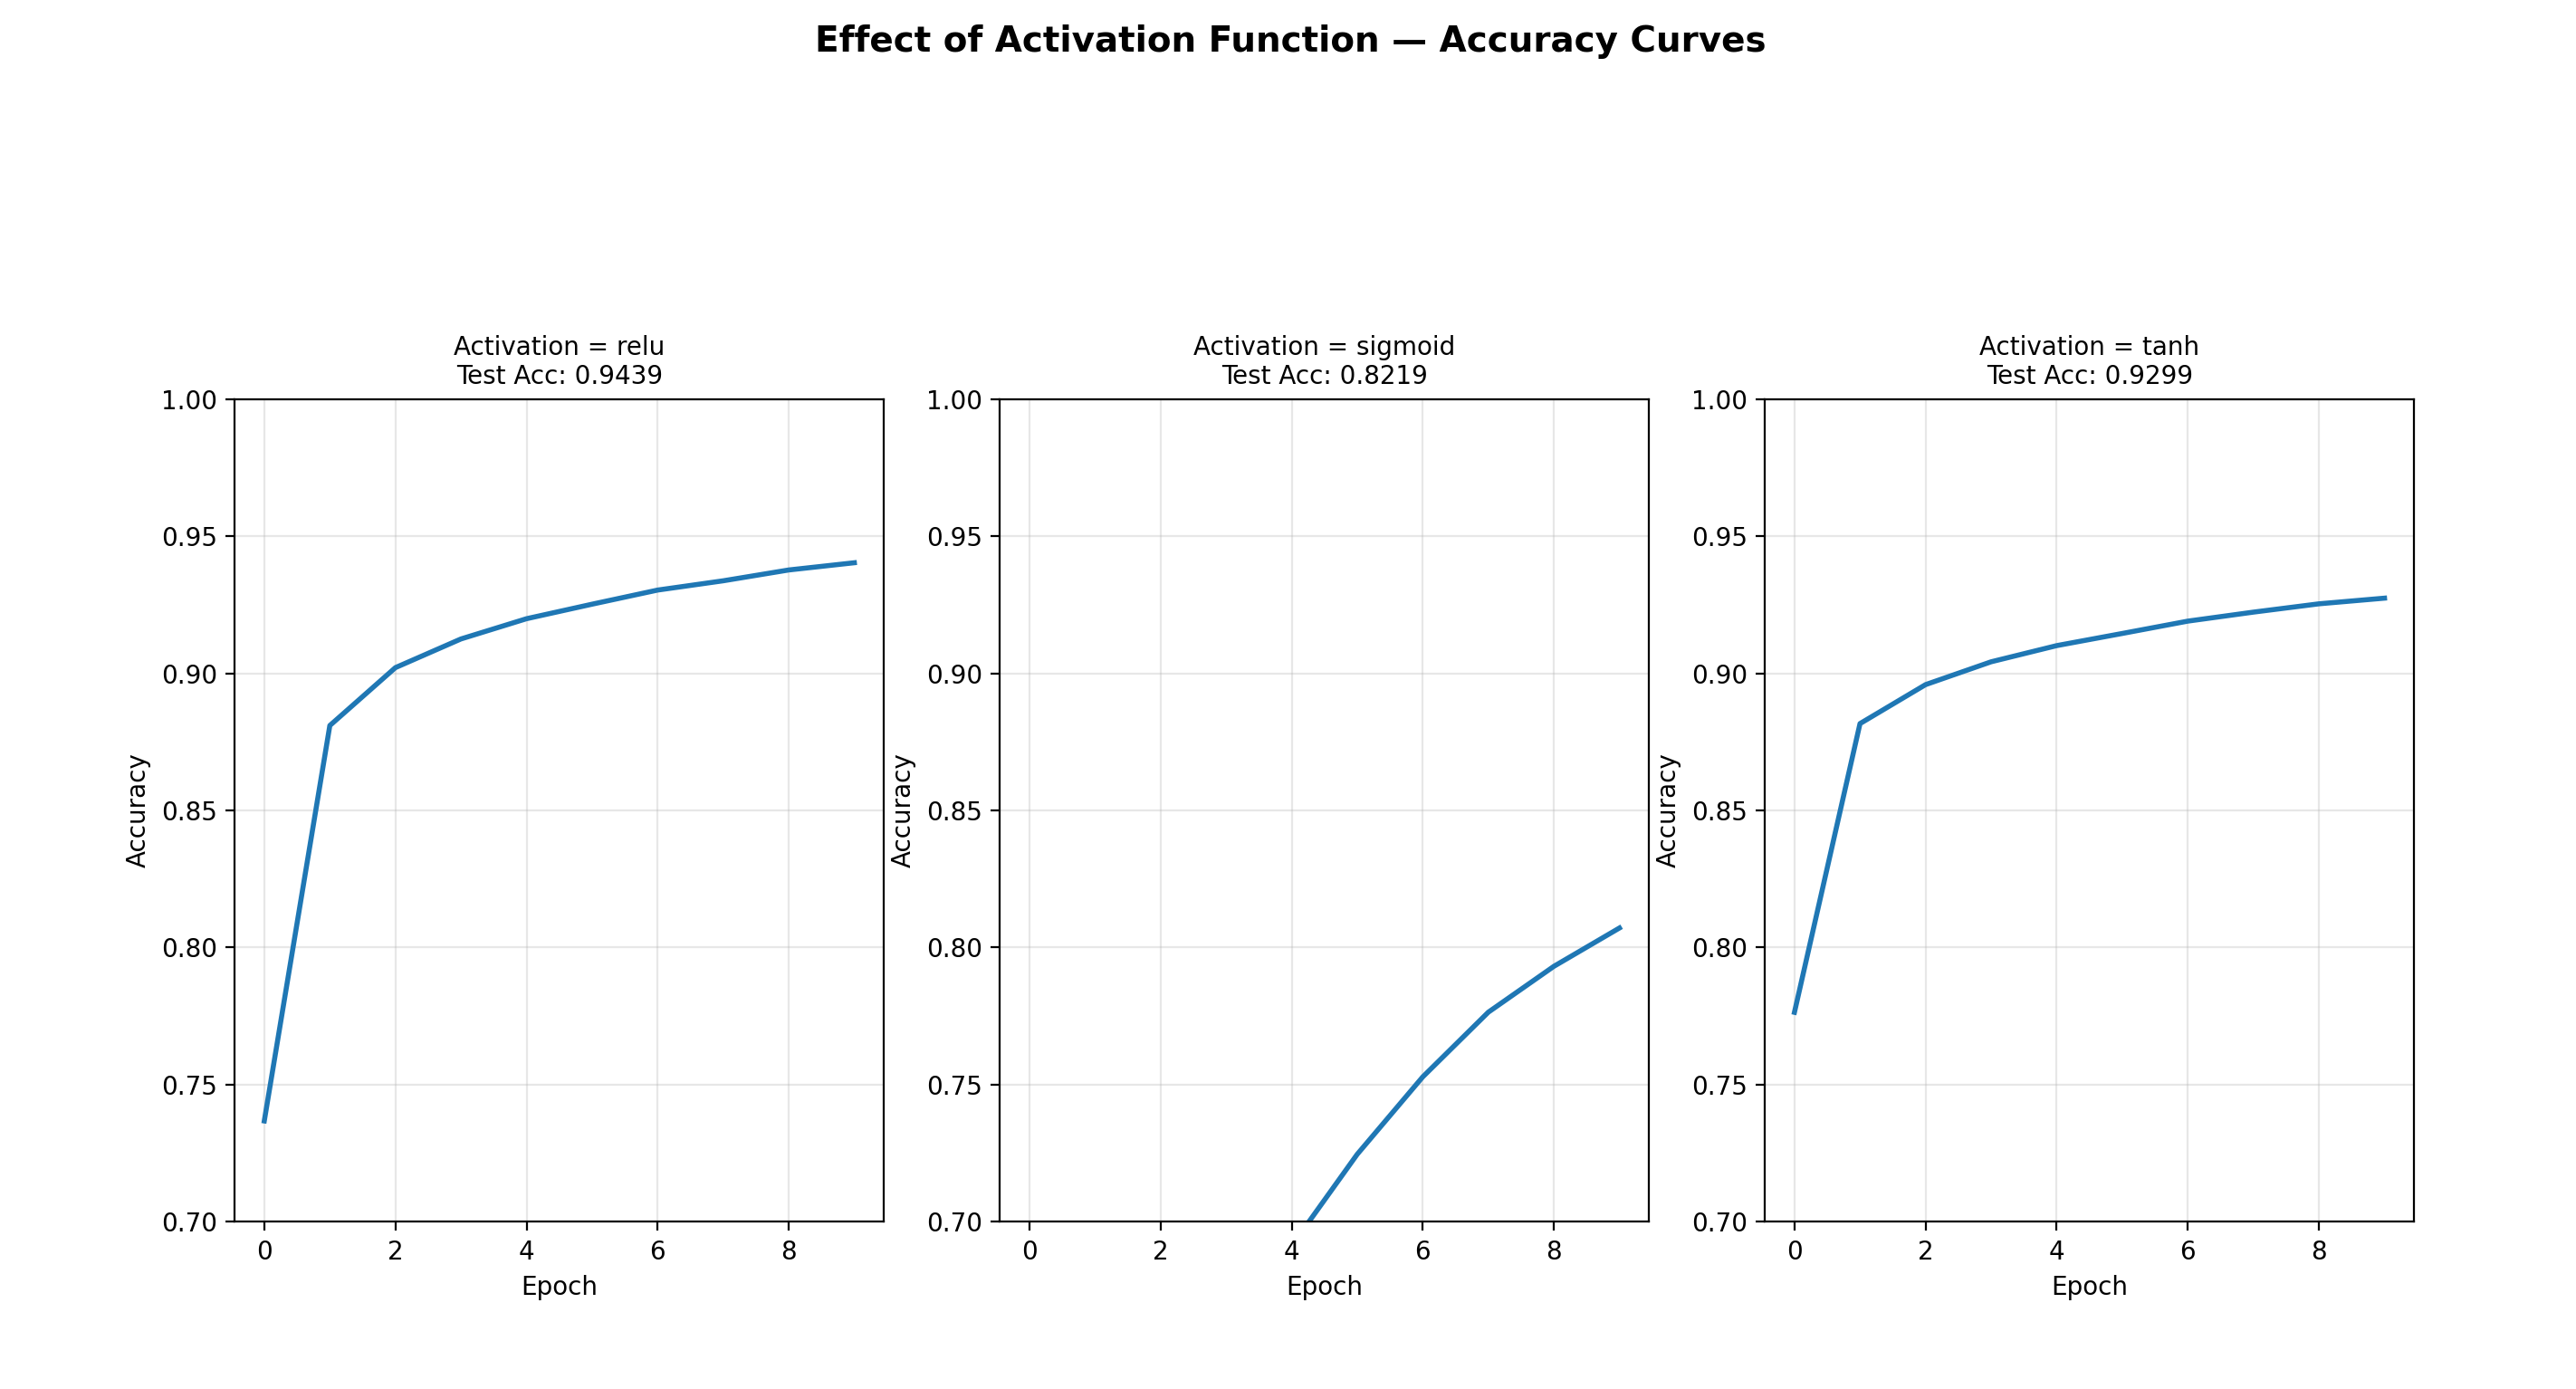 Effect of Activation Function — Accuracy Curves
Activation = relu
Test Acc: 0.9439
1.00
0.95
0.90
0.85
0.80
0.75
0.70
Accuracy
0 2 4 6 8
Epoch
Activation = sigmoid
Test Acc: 0.8219
1.00
0.95
0.90
0.85
0.80
0.75
0.70
Accuracy
0 2 4 6 8
Epoch
Activation = tanh
Test Acc: 0.9299
1.00
0.95
0.90
0.85
0.80
0.75
0.70
Accuracy
0 2 4 6 8
Epoch